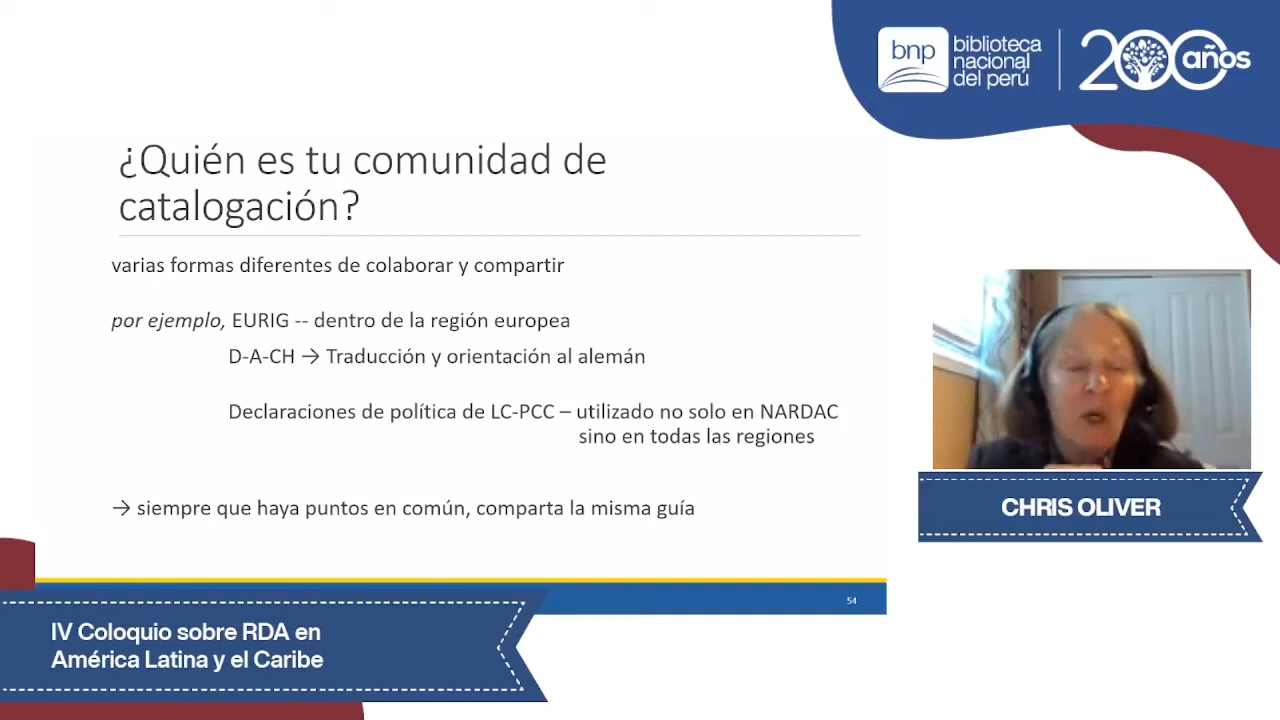 bnp
biblioteca
nacional
del perú
200 años
¿Quién es tu comunidad de
catalogación?
varias formas diferentes de colaborar y compartir
por ejemplo, EURIG -- dentro de la región europea
D-A-CH → Traducción y orientación al alemán
Declaraciones de política de LC-PCC – utilizado no solo en NARDAC
sino en todas las regiones
→ siempre que haya puntos en común, comparta la misma guía
54
CHRIS OLIVER
IV Coloquio sobre RDA en
América Latina y el Caribe